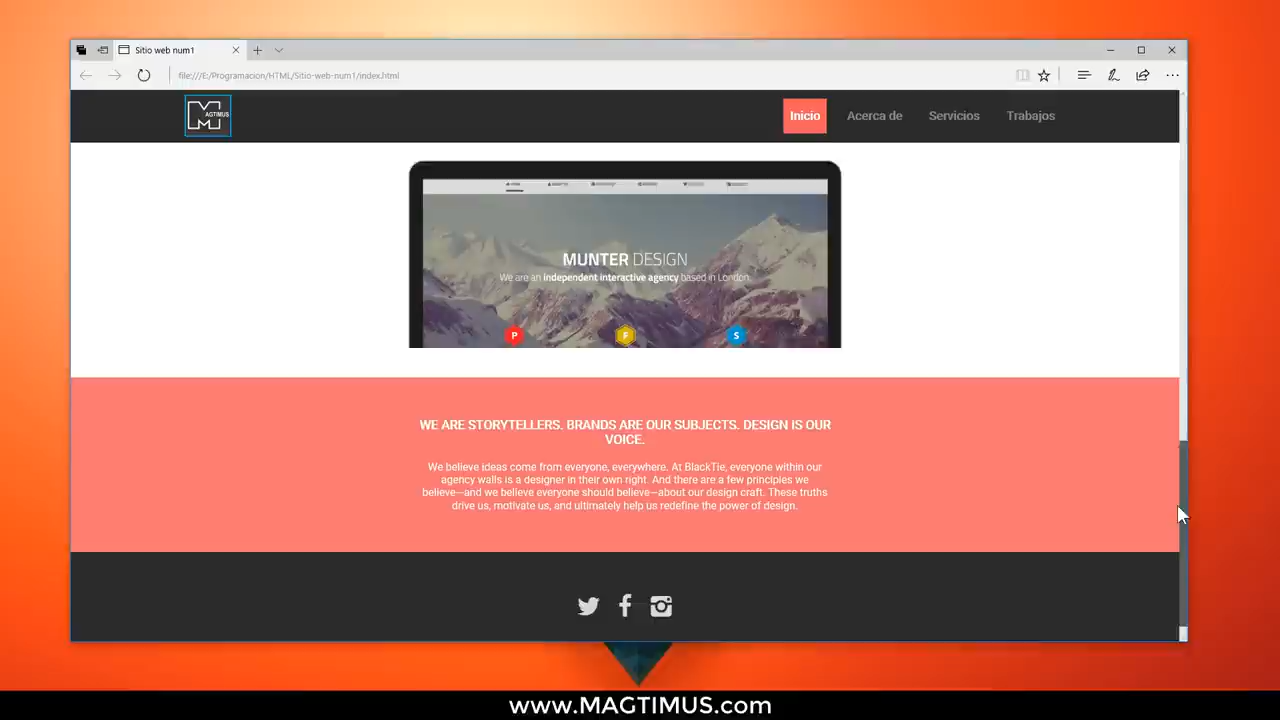 Sitio web num1
file:///E:/Programacion/HTML/Sitio-web-num1/index.html
MAGTIMUS
Inicio
Acerca de
Servicios
Trabajos
MUNTER DESIGN
We are an independent interactive agency based in London.
P
F
S
WE ARE STORYTELLERS. BRANDS ARE OUR SUBJECTS. DESIGN IS OUR
VOICE.
We believe ideas come from everyone, everywhere. At BlackTie, everyone within our
agency walls is a designer in their own right. And there are a few principles we
believe—and we believe everyone should believe—about our design craft. These truths
drive us, motivate us, and ultimately help us redefine the power of design.
www.MAGTIMUS.com